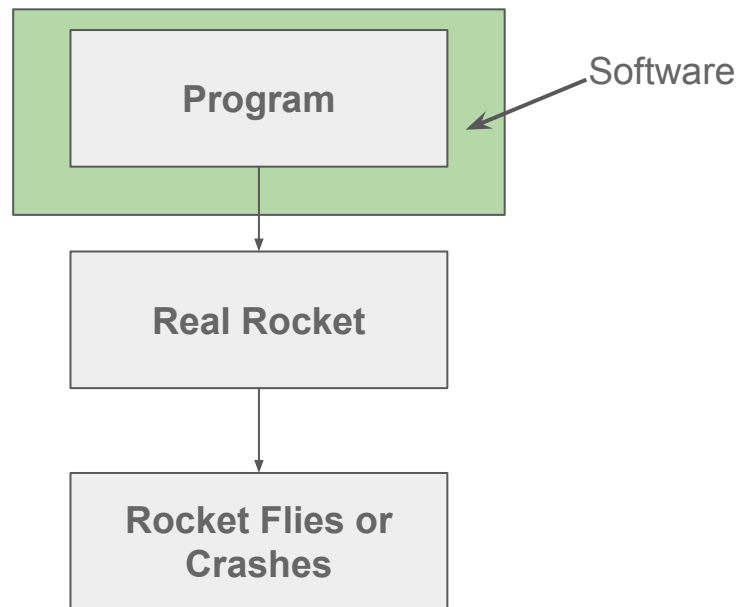 Program
Software
Real Rocket
Rocket Flies or
Crashes